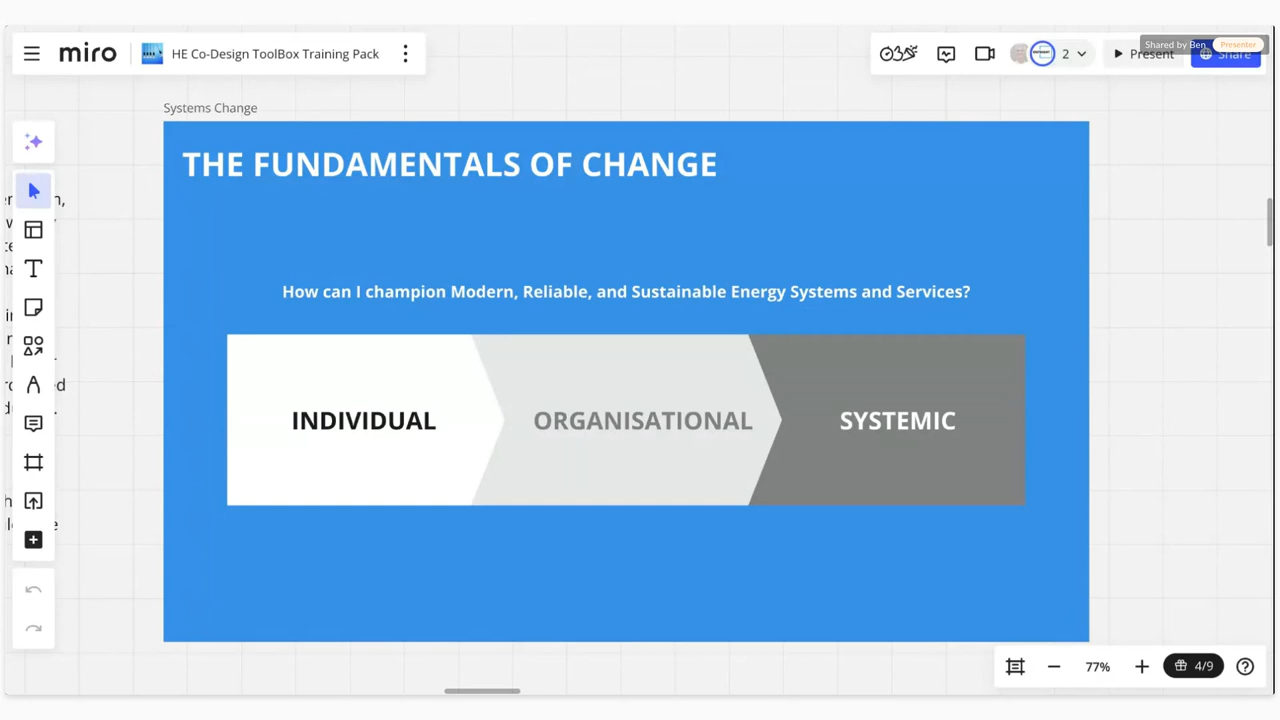 miro
HE Co-Design ToolBox Training Pack
2
Present
Share
Shared by Ben
Presenter
Systems Change
THE FUNDAMENTALS OF CHANGE
How can I champion Modern, Reliable, and Sustainable Energy Systems and Services?
INDIVIDUAL
ORGANISATIONAL
SYSTEMIC
77%
4/9